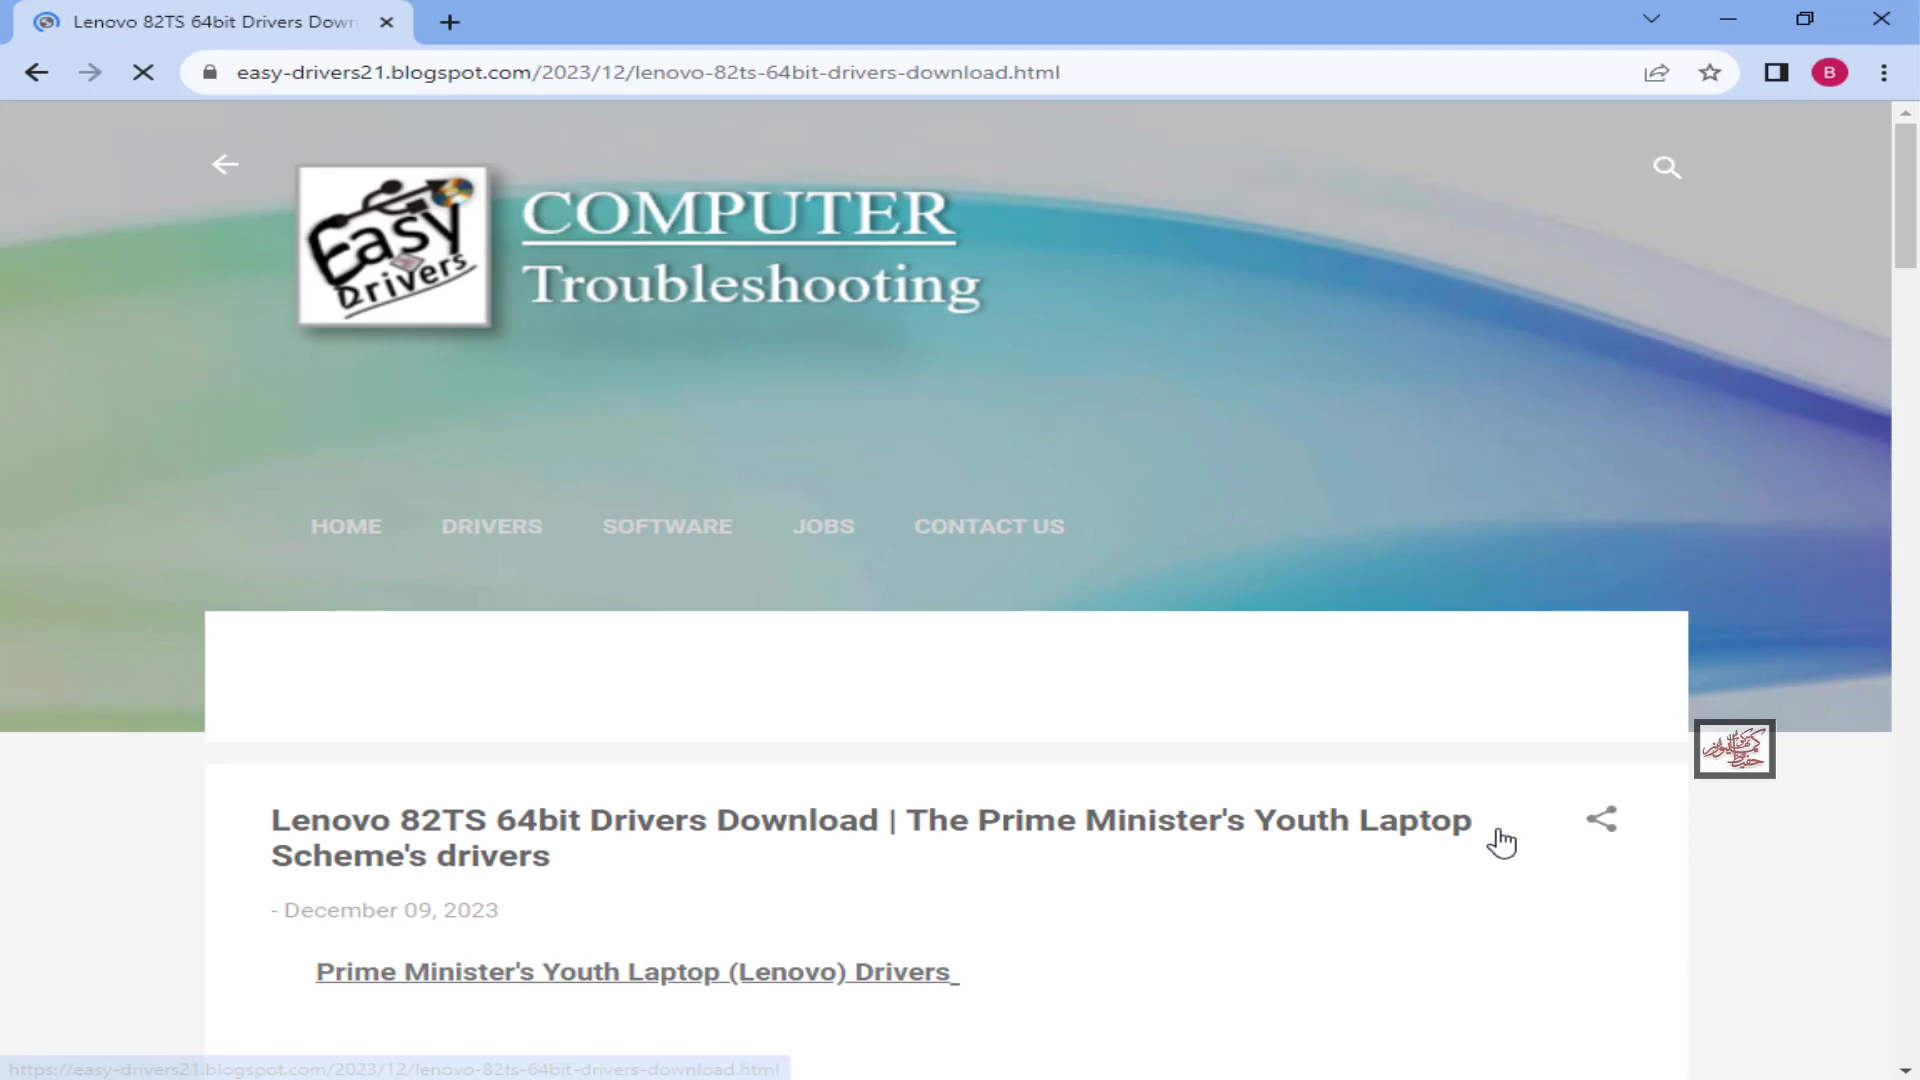 Lenovo 82TS 64bit Drivers Down
easy-drivers21.blogspot.com/2023/12/lenovo-82ts-64bit-drivers-download.html
B
Easy
Drivers
COMPUTER
Troubleshooting
HOME DRIVERS SOFTWARE JOBS CONTACT US
Lenovo 82TS 64bit Drivers Download | The Prime Minister's Youth Laptop
Scheme's drivers
- December 09, 2023
Prime Minister's Youth Laptop (Lenovo) Drivers_
https://easy-drivers21.blogspot.com/2023/12/lenovo-82ts-64bit-drivers-download.html